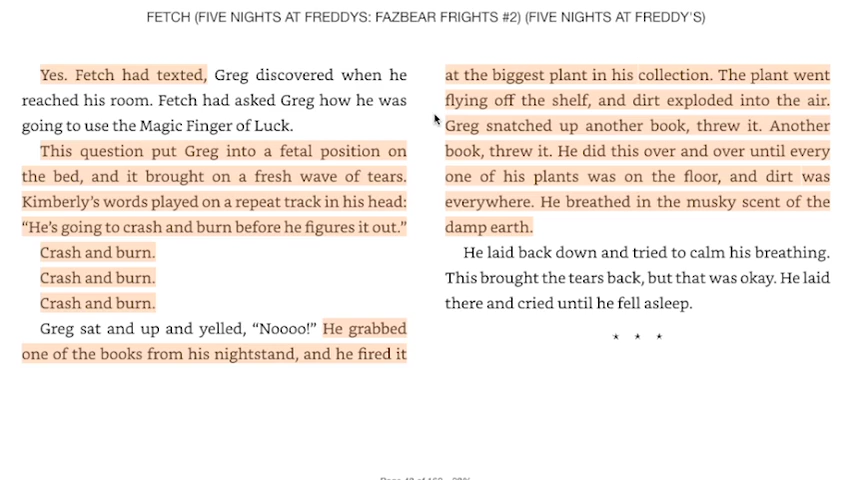 FETCH (FIVE NIGHTS AT FREDDYS: FAZBEAR FRIGHTS #2) (FIVE NIGHTS AT FREDDY'S)
Yes. Fetch had texted, Greg discovered when he
reached his room. Fetch had asked Greg how he was
going to use the Magic Finger of Luck.
This question put Greg into a fetal position on
the bed, and it brought on a fresh wave of tears.
Kimberly’s words played on a repeat track in his head:
“He’s going to crash and burn before he figures it out.”
Crash and burn.
Crash and burn.
Crash and burn.
Greg sat and up and yelled, “Noooo!” He grabbed
one of the books from his nightstand, and he fired it
at the biggest plant in his collection. The plant went
flying off the shelf, and dirt exploded into the air.
Greg snatched up another book, threw it. Another
book, threw it. He did this over and over until every
one of his plants was on the floor, and dirt was
everywhere. He breathed in the musky scent of the
damp earth.
He laid back down and tried to calm his breathing.
This brought the tears back, but that was okay. He laid
there and cried until he fell asleep.
* * *